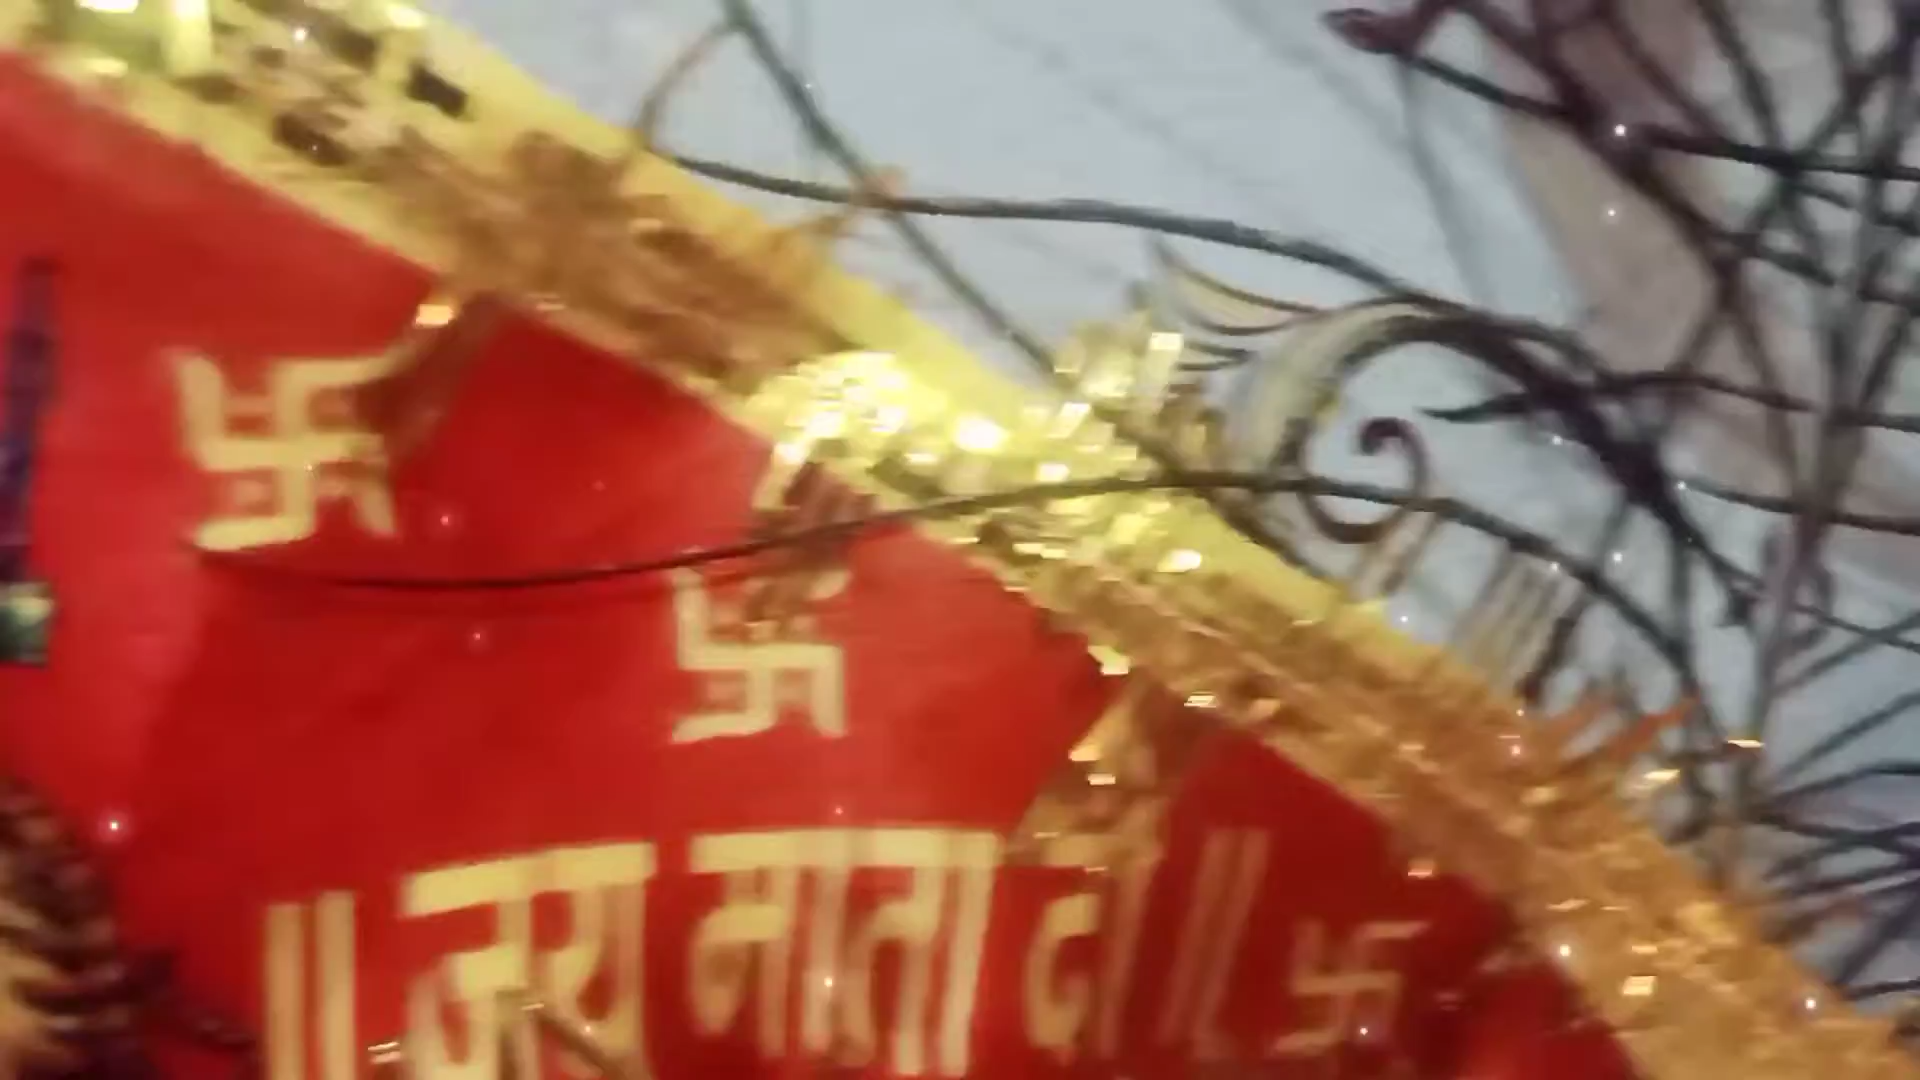 ॥ जय माता दी ॥